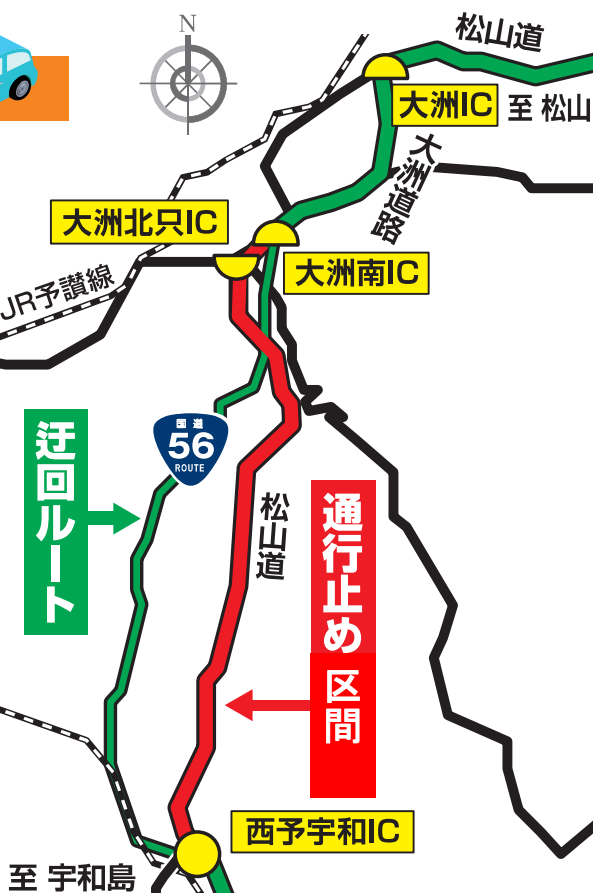 N
松山道
大洲IC
至 松山
大洲道路
大洲北只IC
大洲南IC
JR予讃線
国道
56
ROUTE
迂回ルート
松山道
通行止め
区間
西予宇和IC
至 宇和島